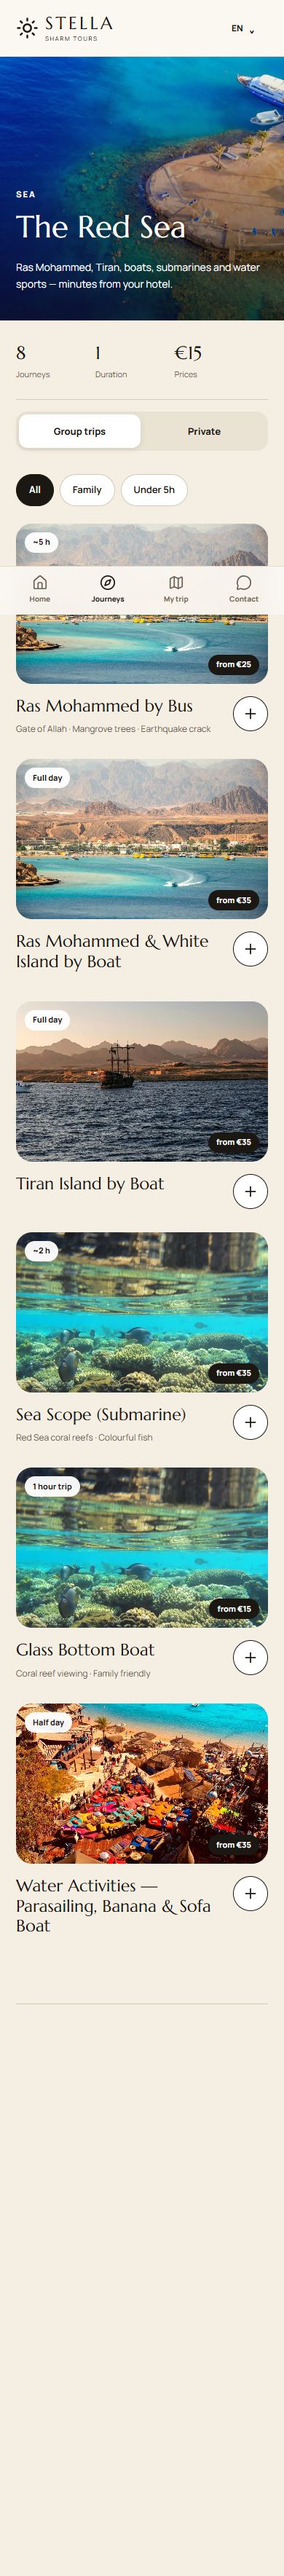 STELLA
SHARM TOURS
EN
SEA
The Red Sea
Ras Mohammed, Tiran, boats, submarines and water
sports — minutes from your hotel.
8
Journeys
1
Duration
€15
Prices
Group trips
Private
All
Family
Under 5h
~5 h
Home
Journeys
My trip
Contact
from €25
Ras Mohammed by Bus
Gate of Allah · Mangrove trees · Earthquake crack
Full day
from €35
Ras Mohammed & White
Island by Boat
Full day
from €35
Tiran Island by Boat
~2 h
from €35
Sea Scope (Submarine)
Red Sea coral reefs · Colourful fish
1 hour trip
from €15
Glass Bottom Boat
Coral reef viewing · Family friendly
Half day
from €35
Water Activities —
Parasailing, Banana & Sofa
Boat